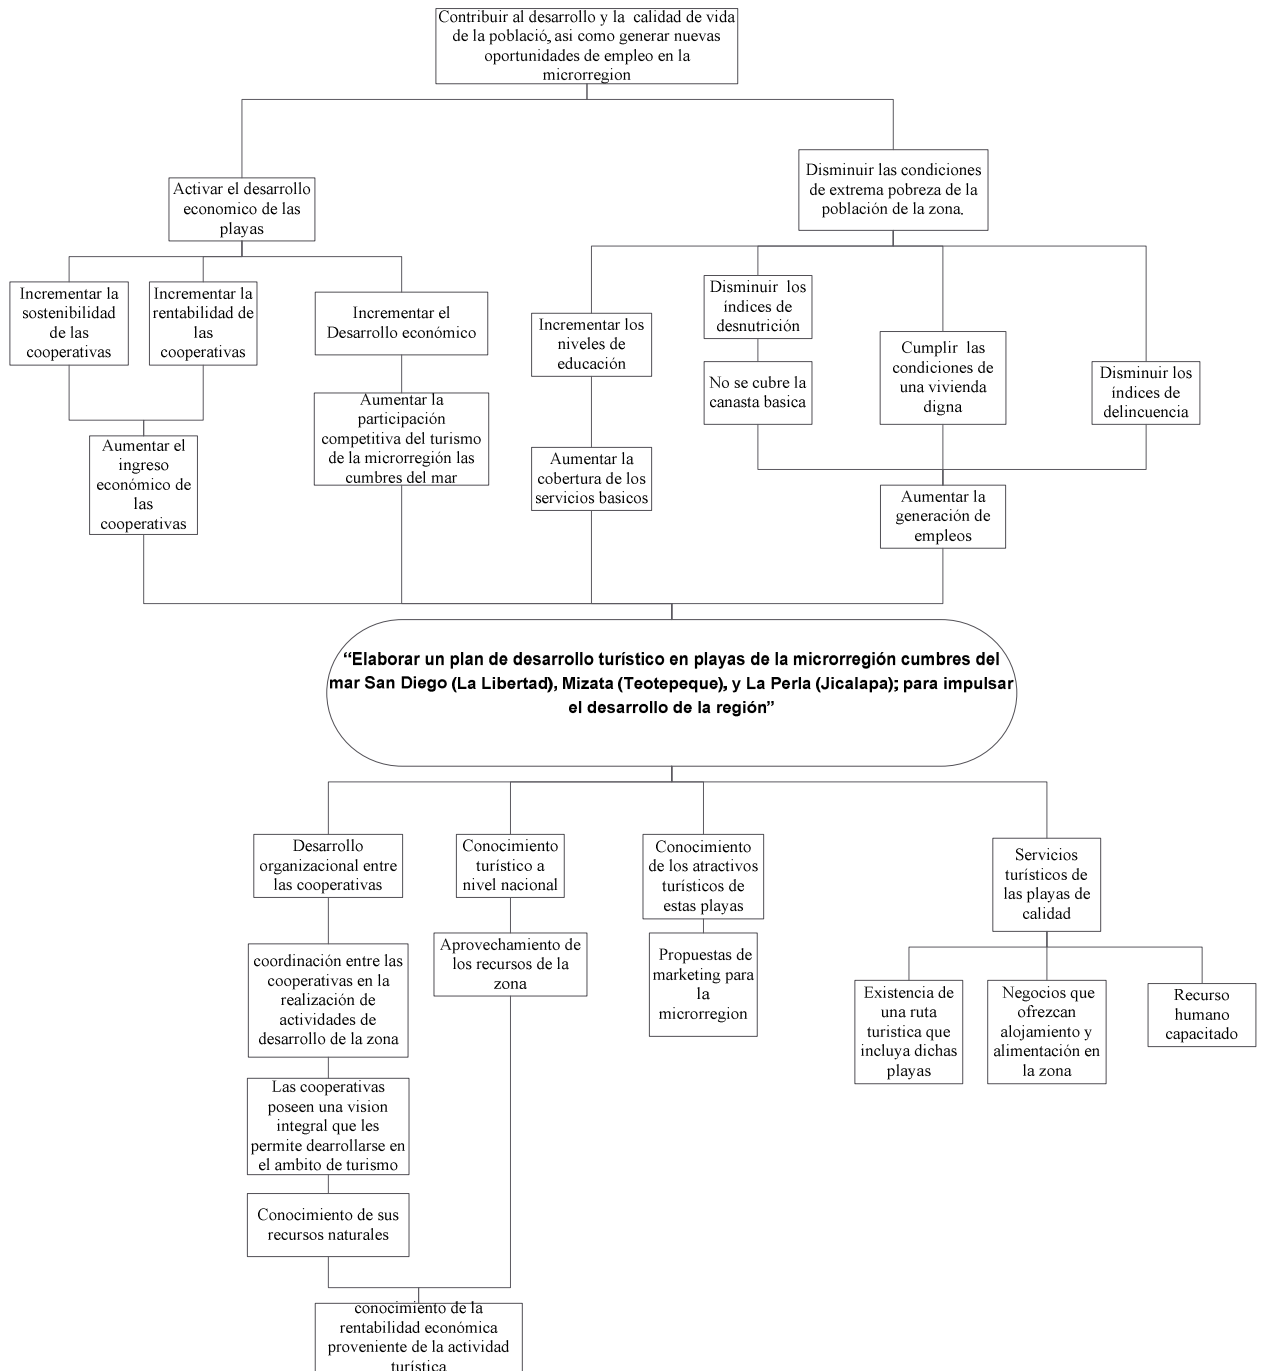 Contribuir al desarrollo y la calidad de vida
de la població, asi como generar nuevas
oportunidades de empleo en la
microrregion
Activar el desarrollo
economico de las
playas
Disminuir las condiciones
de extrema pobreza de la
población de la zona.
Incrementar la
sostenibilidad
de las
cooperativas
Incrementar la
rentabilidad de
las
cooperativas
Incrementar el
Desarrollo económico
Incrementar los
niveles de
educación
Disminuir los
índices de
desnutrición
No se cubre la
canasta basica
Cumplir las
condiciones de
una vivienda
digna
Disminuir los
índices de
delincuencia
Aumentar el
ingreso
económico de
las
cooperativas
Aumentar la
participación
competitiva del turismo
de la microrregión las
cumbres del mar
Aumentar la
cobertura de los
servicios basicos
Aumentar la
generación de
empleos
“Elaborar un plan de desarrollo turístico en playas de la microrregión cumbres del
mar San Diego (La Libertad), Mizata (Teotepeque), y La Perla (Jicalapa); para impulsar
el desarrollo de la región”
Desarrollo
organizacional entre
las cooperativas
Conocimiento
turístico a
nivel nacional
Conocimiento
de los atractivos
turísticos de
estas playas
Servicios
turísticos de
las playas de
calidad
coordinación entre las
cooperativas en la
realización de
actividades de
desarrollo de la zona
Aprovechamiento de
los recursos de la
zona
Propuestas de
marketing para
la
microrregion
Existencia de
una ruta
turistica que
incluya dichas
playas
Negocios que
ofrezcan
alojamiento y
alimentación en
la zona
Recurso
humano
capacitado
Las cooperativas
poseen una vision
integral que les
permite dearrollarse en
el ambito de turismo
Conocimiento de sus
recursos naturales
conocimiento de la
rentabilidad económica
proveniente de la actividad
turística